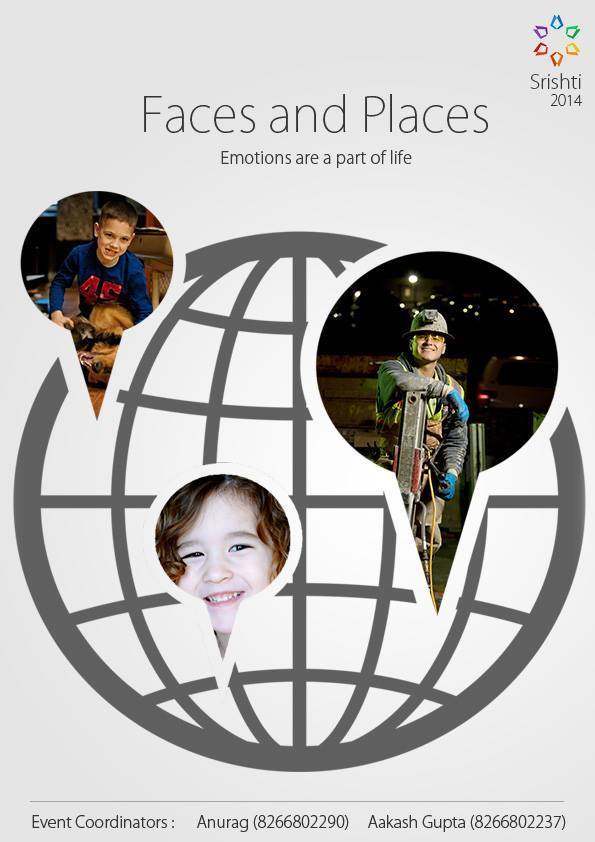 Srishti
2014
Faces and Places
Emotions are a part of life
45
Event Coordinators : Anurag (8266802290) Aakash Gupta (8266802237)